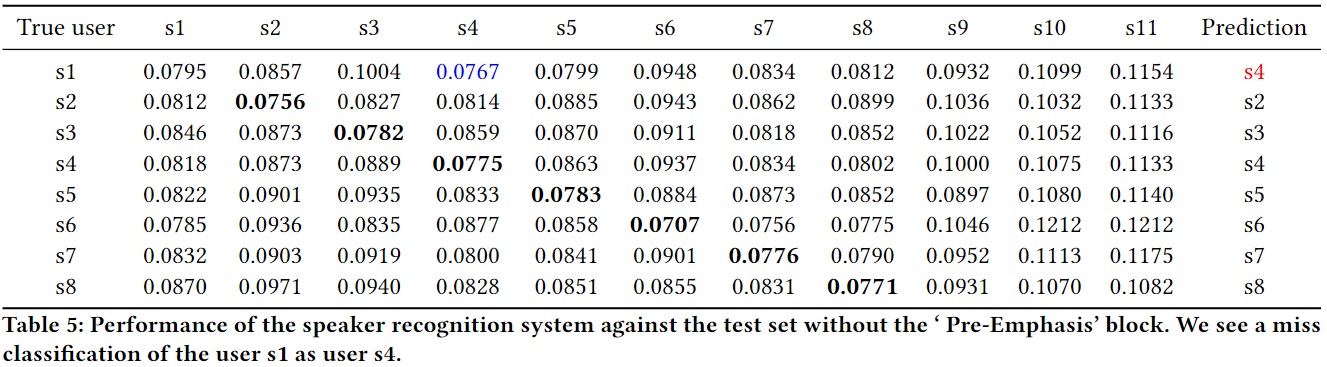 True user s1 s2 s3 s4 s5 s6 s7 s8 s9 s10 s11 Prediction
s1 0.0795 0.0857 0.1004 0.0767 0.0799 0.0948 0.0834 0.0812 0.0932 0.1099 0.1154 s4
s2 0.0812 0.0756 0.0827 0.0814 0.0885 0.0943 0.0862 0.0899 0.1036 0.1032 0.1133 s2
s3 0.0846 0.0873 0.0782 0.0859 0.0870 0.0911 0.0818 0.0852 0.1022 0.1052 0.1116 s3
s4 0.0818 0.0873 0.0889 0.0775 0.0863 0.0937 0.0834 0.0802 0.1000 0.1075 0.1133 s4
s5 0.0822 0.0901 0.0935 0.0833 0.0783 0.0884 0.0873 0.0852 0.0897 0.1080 0.1140 s5
s6 0.0785 0.0936 0.0835 0.0877 0.0858 0.0707 0.0756 0.0775 0.1046 0.1212 0.1212 s6
s7 0.0832 0.0903 0.0919 0.0800 0.0841 0.0901 0.0776 0.0790 0.0952 0.1113 0.1175 s7
s8 0.0870 0.0971 0.0940 0.0828 0.0851 0.0855 0.0831 0.0771 0.0931 0.1070 0.1082 s8
Table 5: Performance of the speaker recognition system against the test set without the ‘ Pre-Emphasis’ block. We see a miss
classification of the user s1 as user s4.